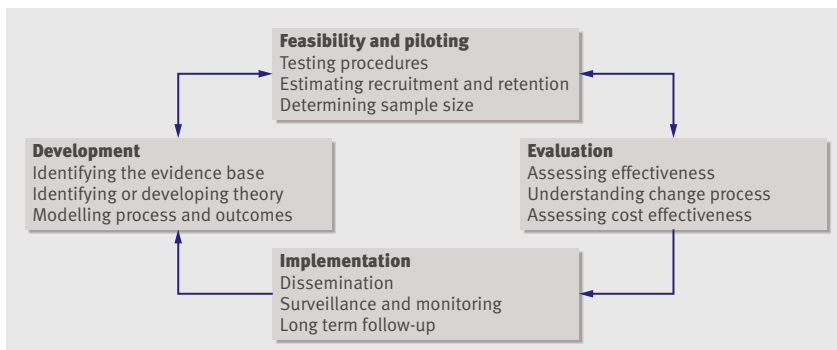 Feasibility and piloting
Testing procedures
Estimating recruitment and retention
Determining sample size
Development
Identifying the evidence base
Identifying or developing theory
Modelling process and outcomes
Evaluation
Assessing effectiveness
Understanding change process
Assessing cost effectiveness
Implementation
Dissemination
Surveillance and monitoring
Long term follow-up